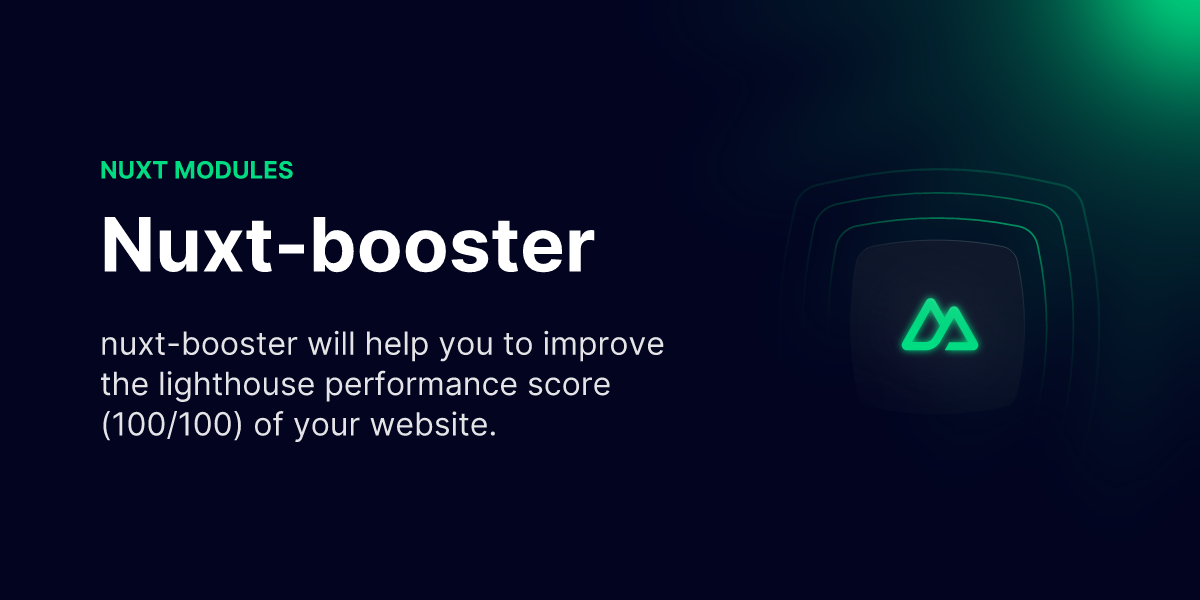 NUXT MODULES
Nuxt-booster
nuxt-booster will help you to improve
the lighthouse performance score
(100/100) of your website.